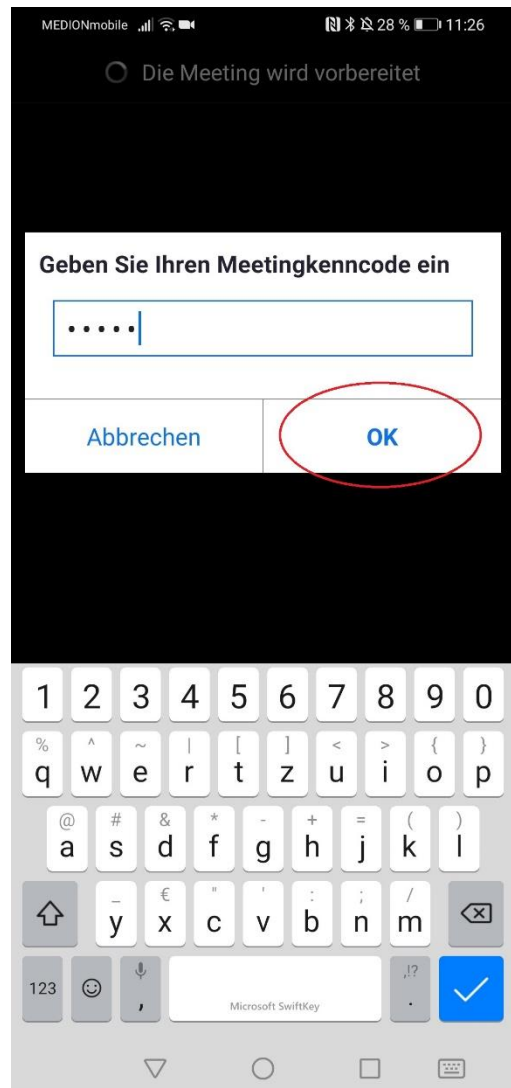 MEDIONmobile 28 % 11:26
Die Meeting wird vorbereitet
Geben Sie Ihren Meetingkenncode ein
•••••
Abbrechen OK
1 2 3 4 5 6 7 8 9 0
% ^ ~ | [ ] < > { }
q w e r t z u i o p
@ # & * - + = ( )
a s d f g h j k l
_ € " ' : ; /
y x c v b n m
123 , Microsoft SwiftKey ,!? .